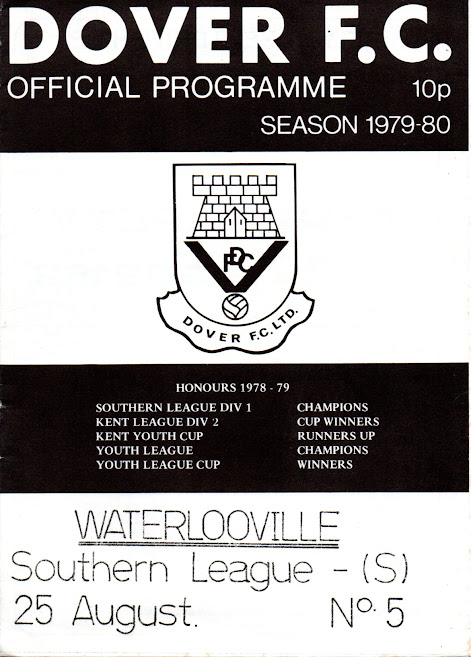 DOVER F.C.
OFFICIAL PROGRAMME 10p
SEASON 1979-80
FDC
DOVER F.C. LTD.
HONOURS 1978 - 79
SOUTHERN LEAGUE DIV 1 CHAMPIONS
KENT LEAGUE DIV 2 CUP WINNERS
KENT YOUTH CUP RUNNERS UP
YOUTH LEAGUE CHAMPIONS
YOUTH LEAGUE CUP WINNERS
WATERLOOVILLE
Southern League - (S)
25 August. No. 5